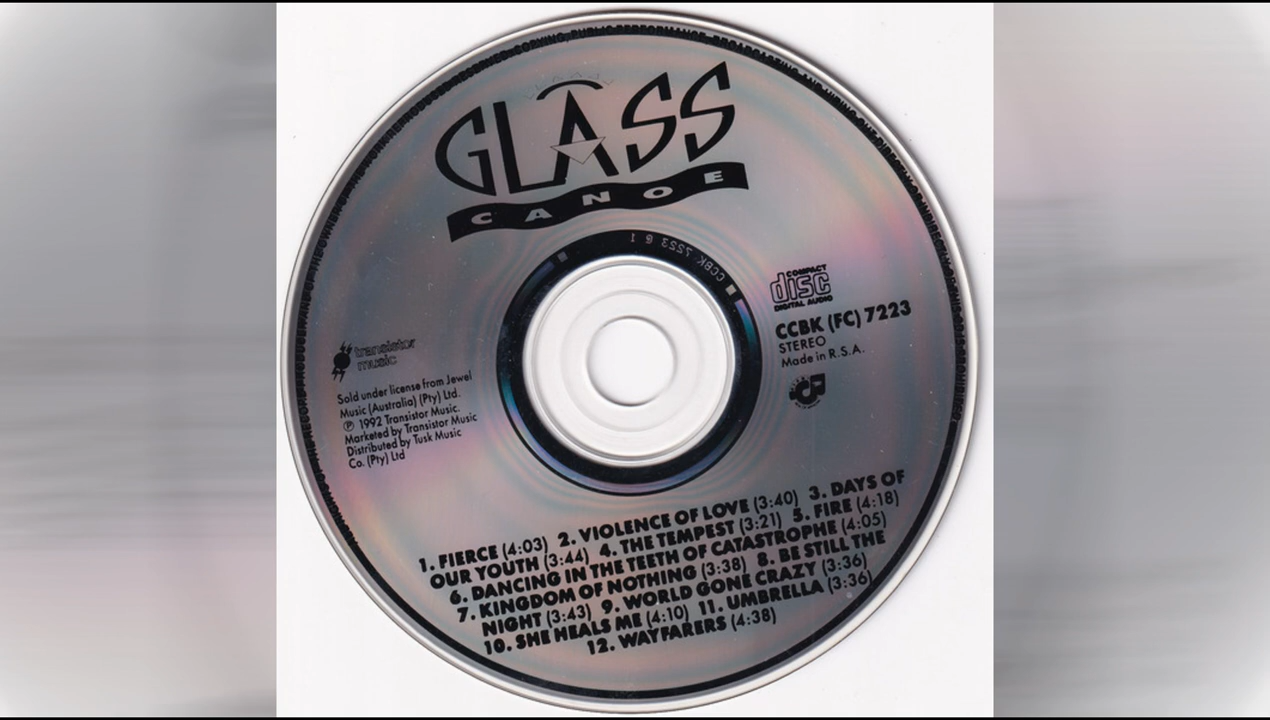 GLASS
CANOE
CCBK 7223 @ 1
COMPACT
disc
DIGITAL AUDIO
CCBK (FC) 7223
STEREO
Made in R.S.A.
transistor
music
Sold under license from Jewel
Music (Australia) (Pty) Ltd.
℗ 1992 Transistor Music.
Marketed by Transistor Music
Distributed by Tusk Music
Co. (Pty) Ltd
1. FIERCE (4:03) 2. VIOLENCE OF LOVE (3:40) 3. DAYS OF
OUR YOUTH (3:44) 4. THE TEMPEST (3:21) 5. FIRE (4:18)
6. DANCING IN THE TEETH OF CATASTROPHE (4:05)
7. KINGDOM OF NOTHING (3:38) 8. BE STILL THE
NIGHT (3:43) 9. WORLD GONE CRAZY (3:36)
10. SHE HEALS ME (4:10) 11. UMBRELLA (3:36)
12. WAYFARERS (4:38)
COPYING, PUBLIC PERFORMANCE, BROADCASTING